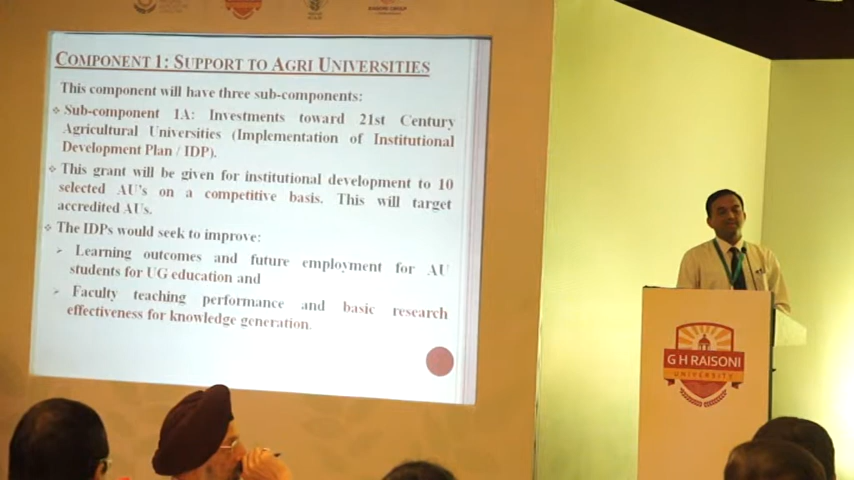 COMPONENT 1: SUPPORT TO AGRI UNIVERSITIES
This component will have three sub-components:
❖ Sub-component 1A: Investments toward 21st Century
Agricultural Universities (Implementation of Institutional
Development Plan / IDP).
❖ This grant will be given for institutional development to 10
selected AU's on a competitive basis. This will target
accredited AUs.
❖ The IDPs would seek to improve:
➢ Learning outcomes and future employment for AU
students for UG education and
➢ Faculty teaching performance and basic research
effectiveness for knowledge generation.
G H RAISONI
UNIVERSITY